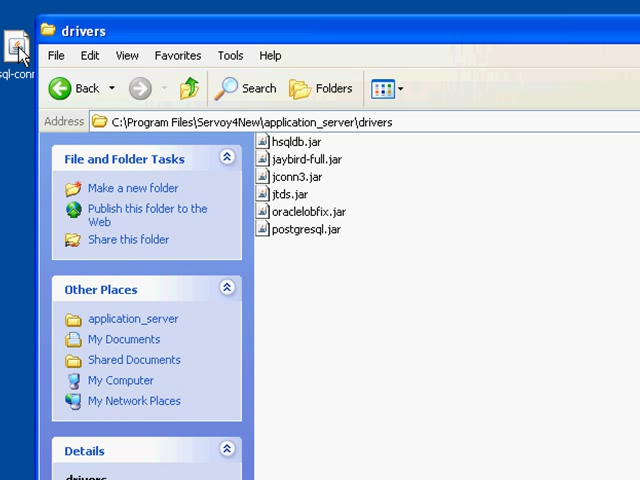 drivers
File Edit View Favorites Tools Help
Back Search Folders
Address C:\Program Files\Servoy4New\application_server\drivers
sql-conn
File and Folder Tasks
Make a new folder
Publish this folder to the
Web
Share this folder
Other Places
application_server
My Documents
Shared Documents
My Computer
My Network Places
Details
drivers
hsqldb.jar
jaybird-full.jar
jconn3.jar
jtds.jar
oraclelobfix.jar
postgresql.jar